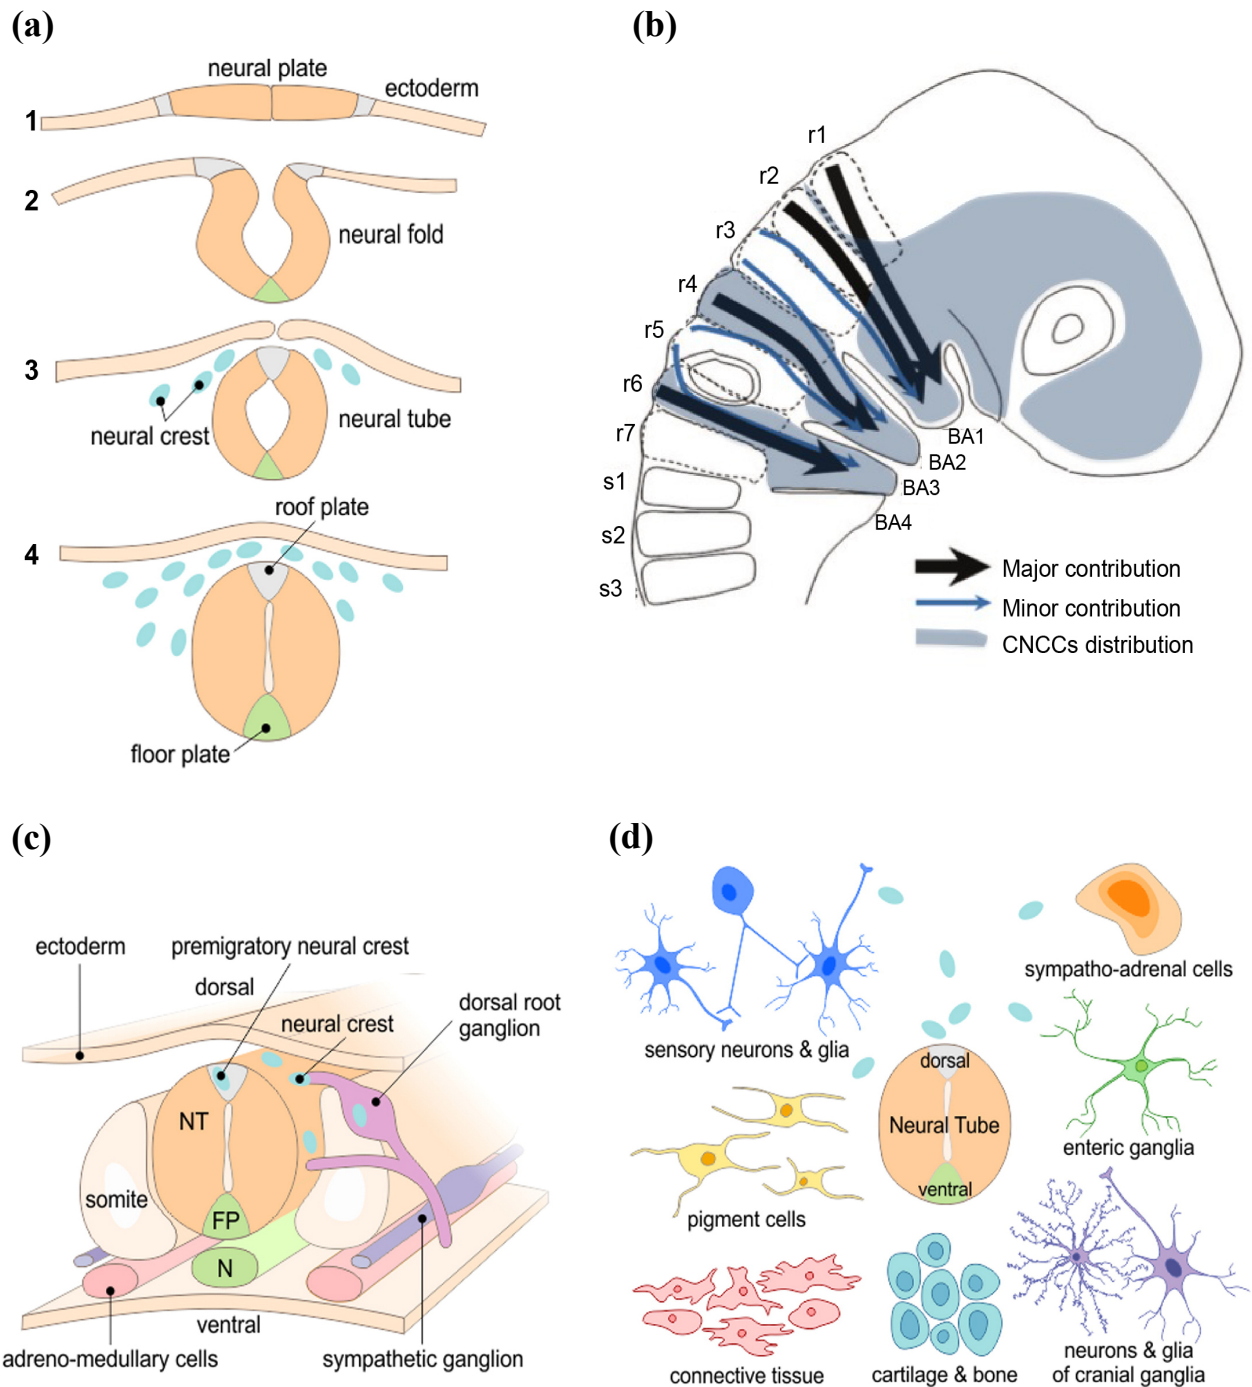 (a)
neural plate
ectoderm
1
2
neural fold
3
neural crest
neural tube
roof plate
4
floor plate
(b)
r1
r2
r3
r4
r5
r6
r7
s1
s2
s3
BA1
BA2
BA3
BA4
Major contribution
Minor contribution
CNCCs distribution
(c)
ectoderm
premigratory neural crest
dorsal
neural crest
dorsal root
ganglion
NT
somite
FP
N
ventral
adreno-medullary cells
sympathetic ganglion
(d)
sensory neurons & glia
sympatho-adrenal cells
dorsal
Neural Tube
ventral
enteric ganglia
pigment cells
connective tissue
cartilage & bone
neurons & glia
of cranial ganglia